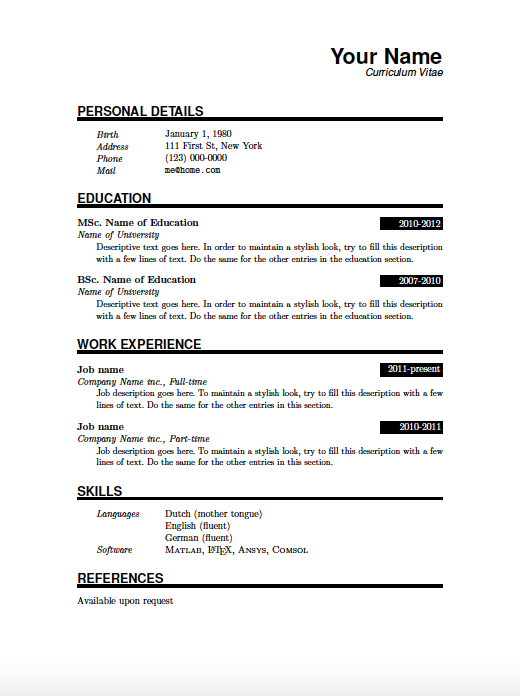 Your Name
Curriculum Vitae
PERSONAL DETAILS
Birth January 1, 1980
Address 111 First St, New York
Phone (123) 000-0000
Mail me@home.com
EDUCATION
MSc. Name of Education 2010-2012
Name of University
Descriptive text goes here. In order to maintain a stylish look, try to fill this description
with a few lines of text. Do the same for the other entries in the education section.
BSc. Name of Education 2007-2010
Name of University
Descriptive text goes here. In order to maintain a stylish look, try to fill this description
with a few lines of text. Do the same for the other entries in the education section.
WORK EXPERIENCE
Job name 2011-present
Company Name inc., Full-time
Job description goes here. To maintain a stylish look, try to fill this description with a few
lines of text. Do the same for the other entries in this section.
Job name 2010-2011
Company Name inc., Part-time
Job description goes here. To maintain a stylish look, try to fill this description with a few
lines of text. Do the same for the other entries in this section.
SKILLS
Languages Dutch (mother tongue)
English (fluent)
German (fluent)
Software MATLAB, LATEX, ANSYS, COMSOL
REFERENCES
Available upon request